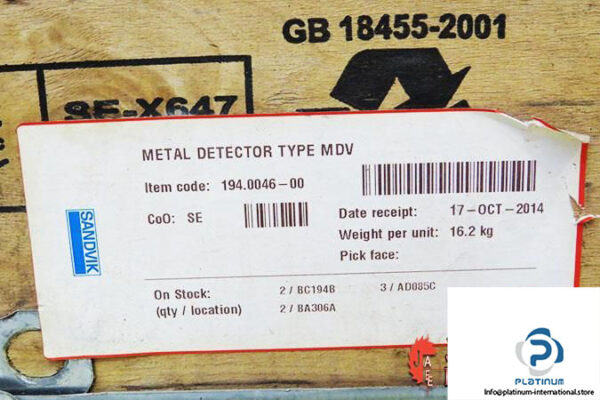 GB 18455-2001
SE-X647
METAL DETECTOR TYPE MDV
Item code: 194.0046-00
CoO: SE
Date receipt: 17-OCT-2014
Weight per unit: 16.2 kg
Pick face:
SANDVIK
On Stock: 2 / BC194B 3 / AD085C
(qty / location) 2 / BA306A
PLATINUM
Info@platinum-international.store